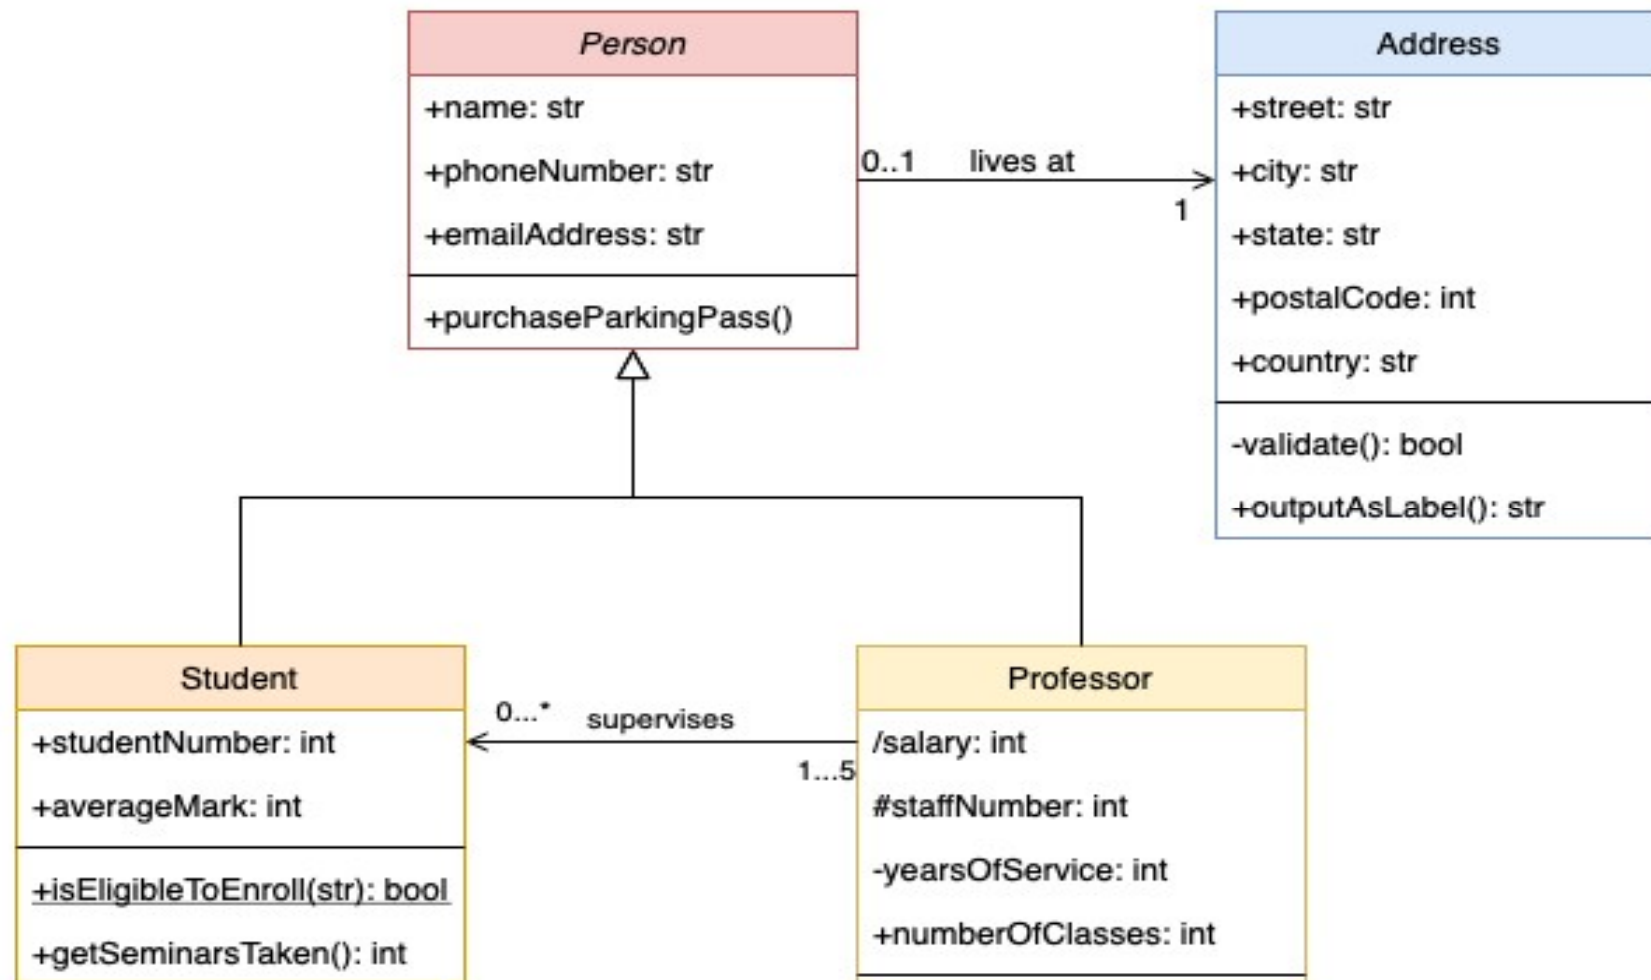 Person
+name: str
+phoneNumber: str
+emailAddress: str
+purchaseParkingPass()
0..1 lives at
1
Address
+street: str
+city: str
+state: str
+postalCode: int
+country: str
-validate(): bool
+outputAsLabel(): str
Student
+studentNumber: int
+averageMark: int
+isEligibleToEnroll(str): bool
+getSeminarsTaken(): int
0...* supervises
1...5
Professor
/salary: int
#staffNumber: int
-yearsOfService: int
+numberOfClasses: int